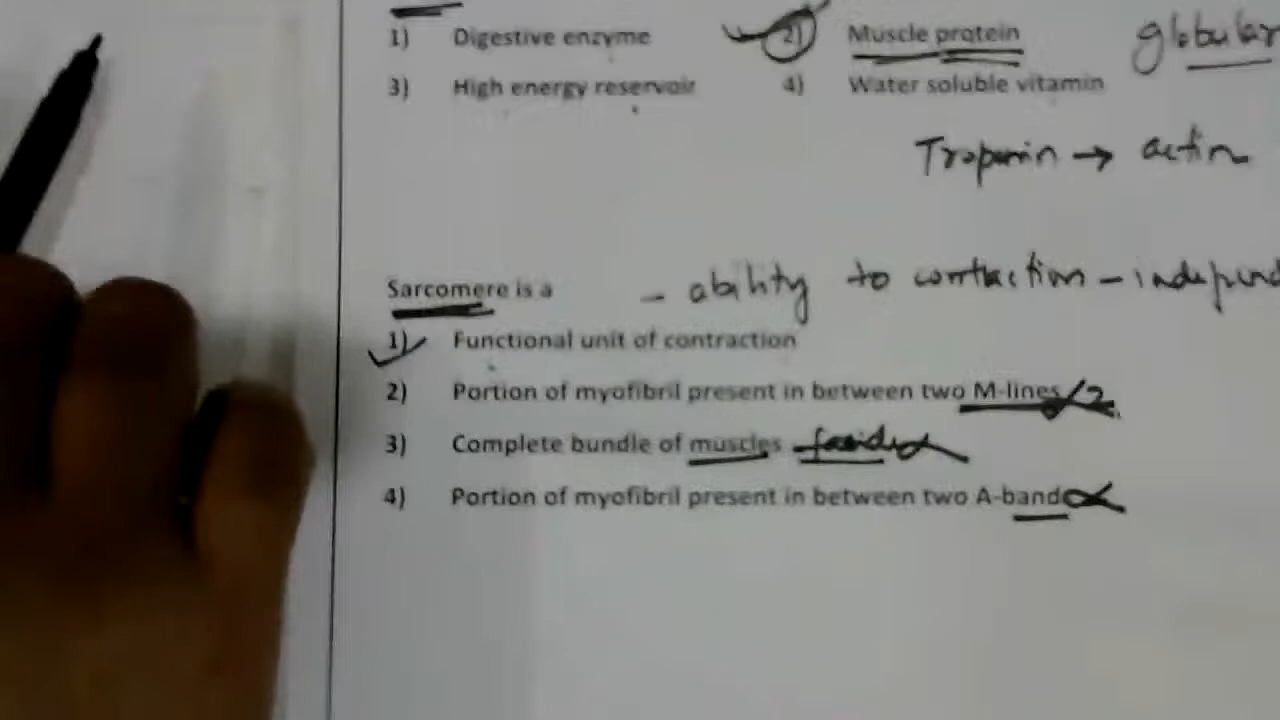 1) Digestive enzyme 2) Muscle protein globular
3) High energy reservoir 4) Water soluble vitamin
Troponin → actin
Sarcomere is a - ability to contraction - independ
1) Functional unit of contraction
2) Portion of myofibril present in between two M-lines
3) Complete bundle of muscles
4) Portion of myofibril present in between two A-band